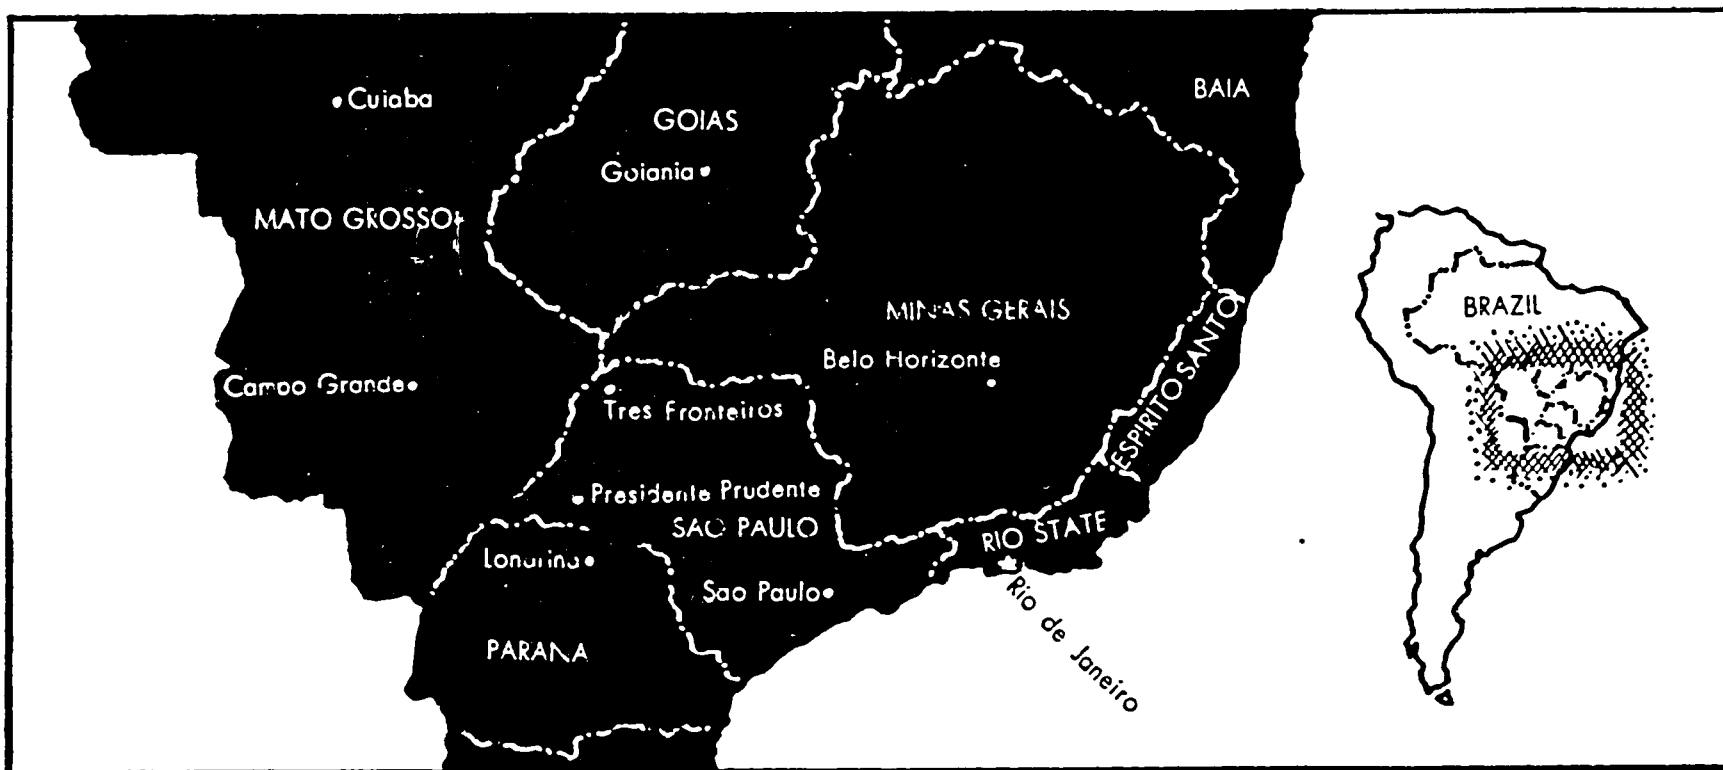 BAIA
Cuiaba
GOIAS
Goiania
MATO GROSSO
BRAZIL
MINAS GERAIS
Belo Horizonte
ESPIRITO SANTO
Campo Grande
Tres Fronteiros
Presidente Prudente
SAO PAULO
RIO STATE
Londrina
Sao Paulo
Rio de Janeiro
PARANA